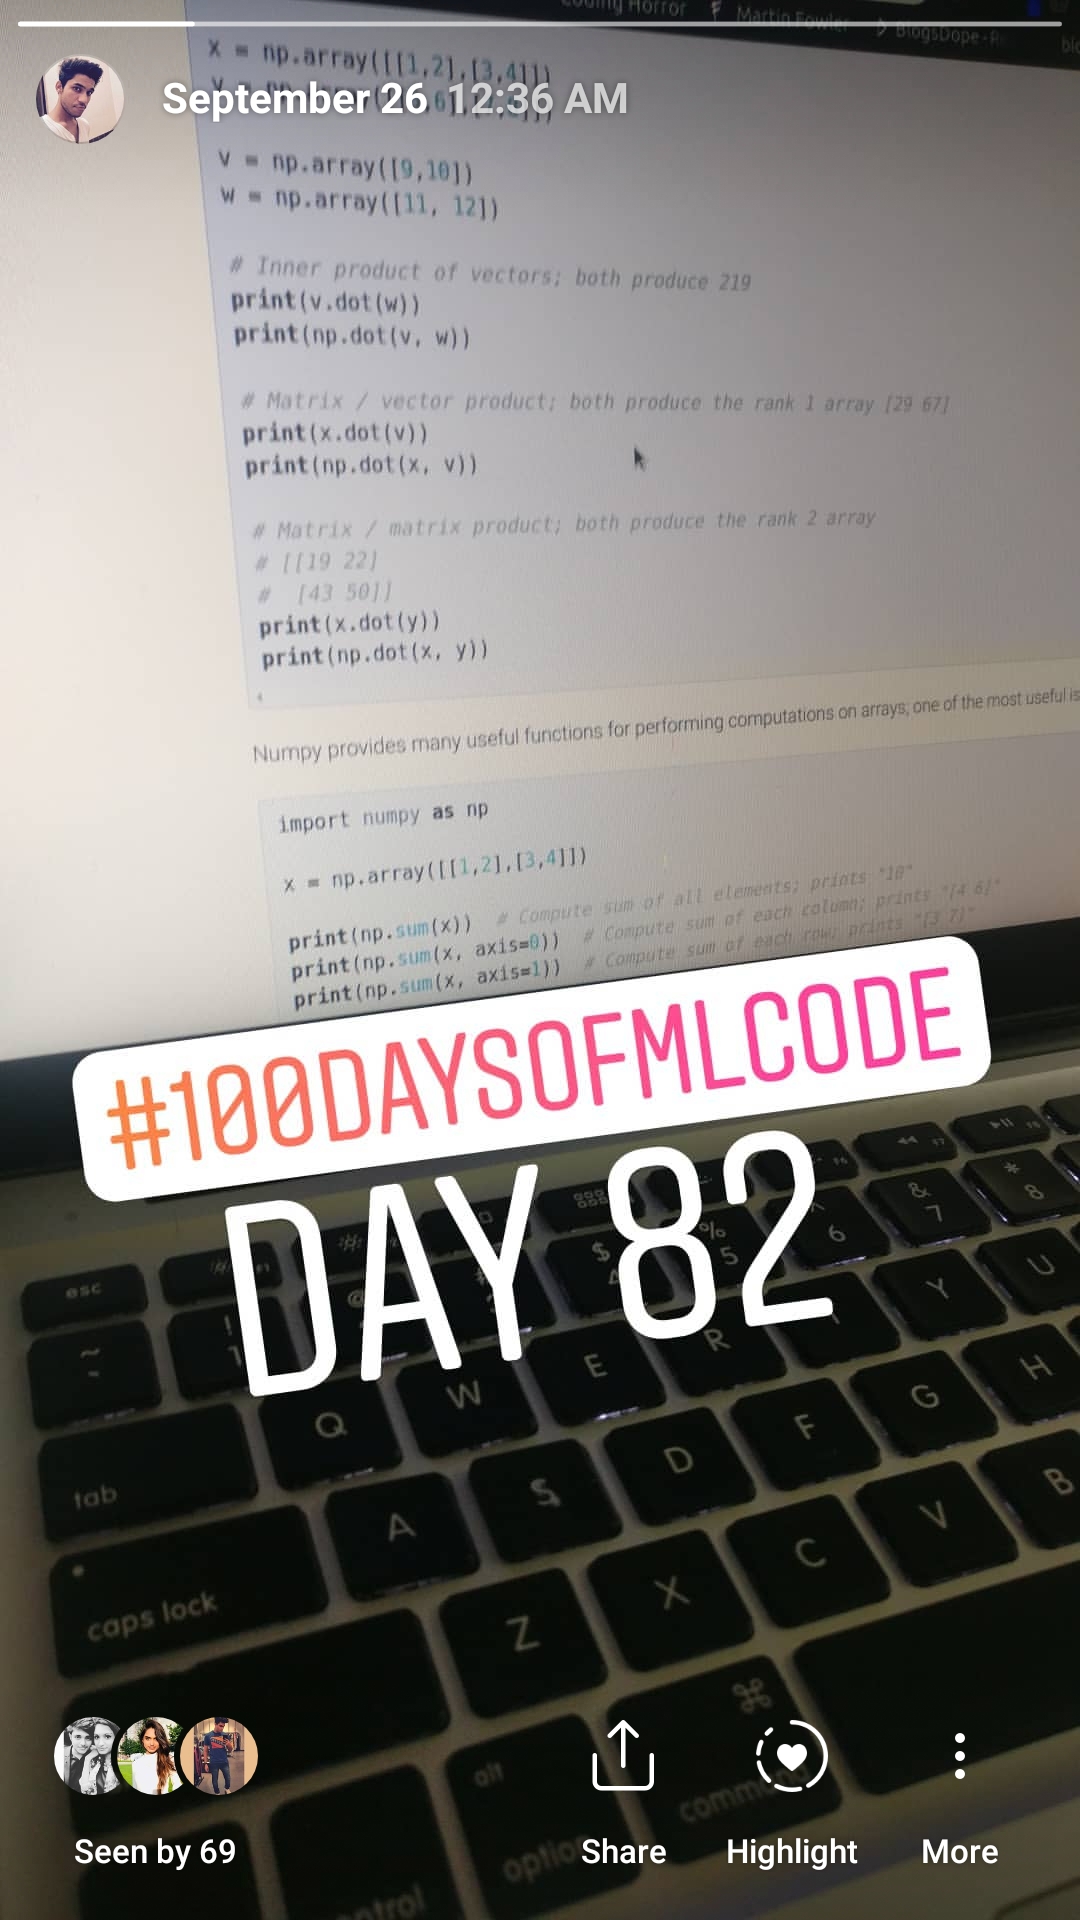 Coding Horror Martin Fowler BlogsDope
x = np.array([[1,2],[3,4]])
September 26 12:36 AM
v = np.array([9,10])
w = np.array([11, 12])
# Inner product of vectors; both produce 219
print(v.dot(w))
print(np.dot(v, w))
# Matrix / vector product; both produce the rank 1 array [29 67]
print(x.dot(v))
print(np.dot(x, v))
# Matrix / matrix product; both produce the rank 2 array
# [[19 22]
#  [43 50]]
print(x.dot(y))
print(np.dot(x, y))
Numpy provides many useful functions for performing computations on arrays; one of the most useful is
import numpy as np
x = np.array([[1,2],[3,4]])
print(np.sum(x))  # Compute sum of all elements; prints "10"
print(np.sum(x, axis=0))  # Compute sum of each column; prints "[4 6]"
print(np.sum(x, axis=1))  # Compute sum of each row; prints "[3 7]"
#100DAYSOFMLCODE
DAY 82
esc
& 7
* 8
% 5
6
$
Q W E R Y U
tab
A S D F G H
caps lock
Z X C V B
alt
option
⌘
Seen by 69
Share
Highlight
More